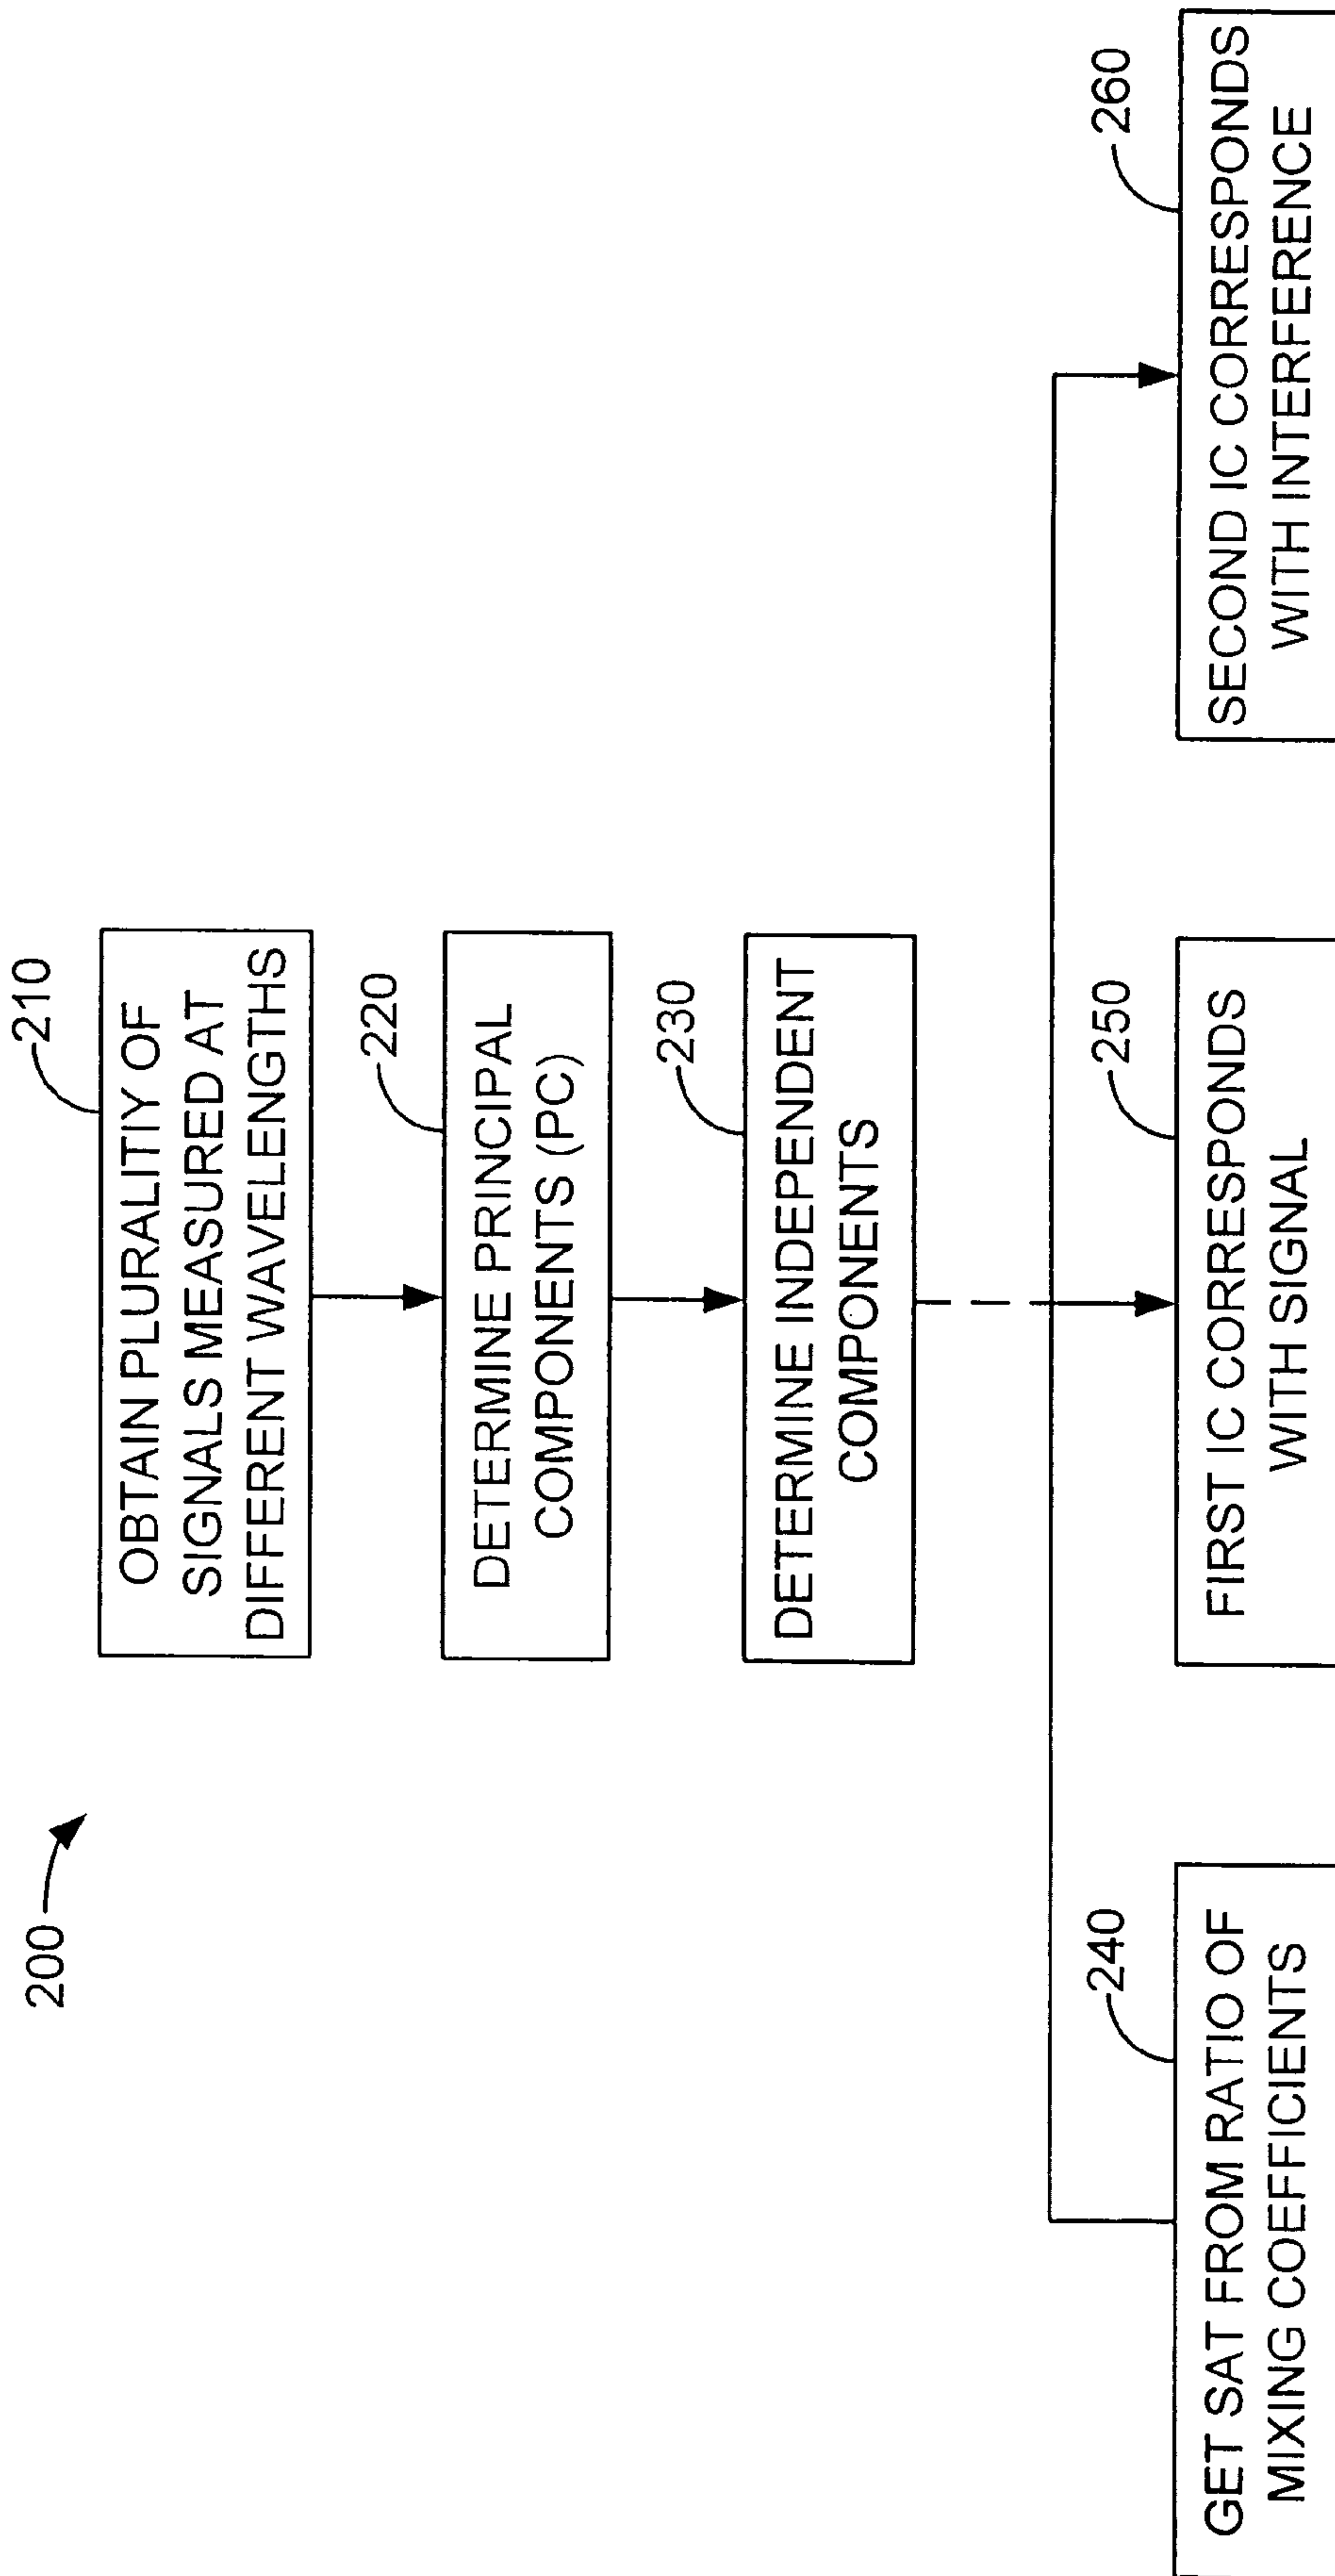 200
210
OBTAIN PLURALITIY OF
SIGNALS MEASURED AT
DIFFERENT WAVELENGTHS
220
DETERMINE PRINCIPAL
COMPONENTS (PC)
230
DETERMINE INDEPENDENT
COMPONENTS
240
GET SAT FROM RATIO OF
MIXING COEFFICIENTS
250
FIRST IC CORRESPONDS
WITH SIGNAL
260
SECOND IC CORRESPONDS
WITH INTERFERENCE